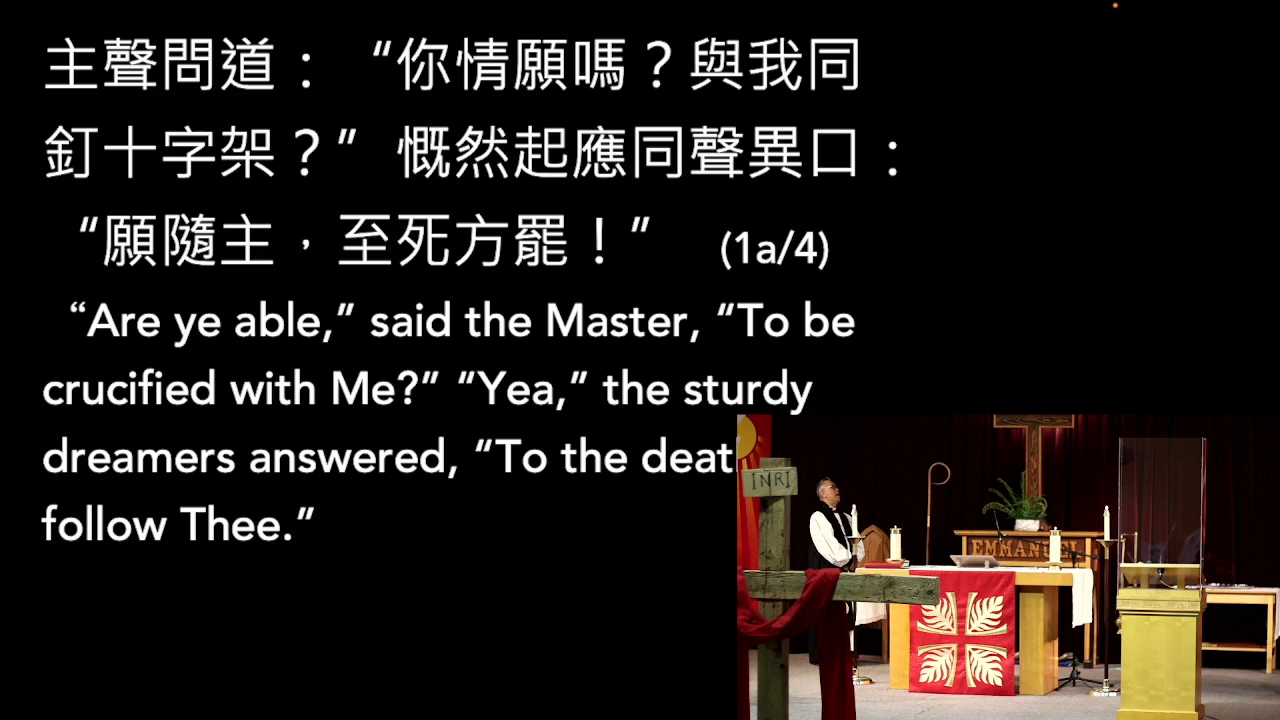 主聲問道： “你情願嗎？與我同
釘十字架？” 慨然起應同聲異口：
“願隨主，至死方罷！” (1a/4)
“Are ye able,” said the Master, “To be
crucified with Me?” “Yea,” the sturdy
dreamers answered, “To the deat
follow Thee.”
INRI
EMMANUEL